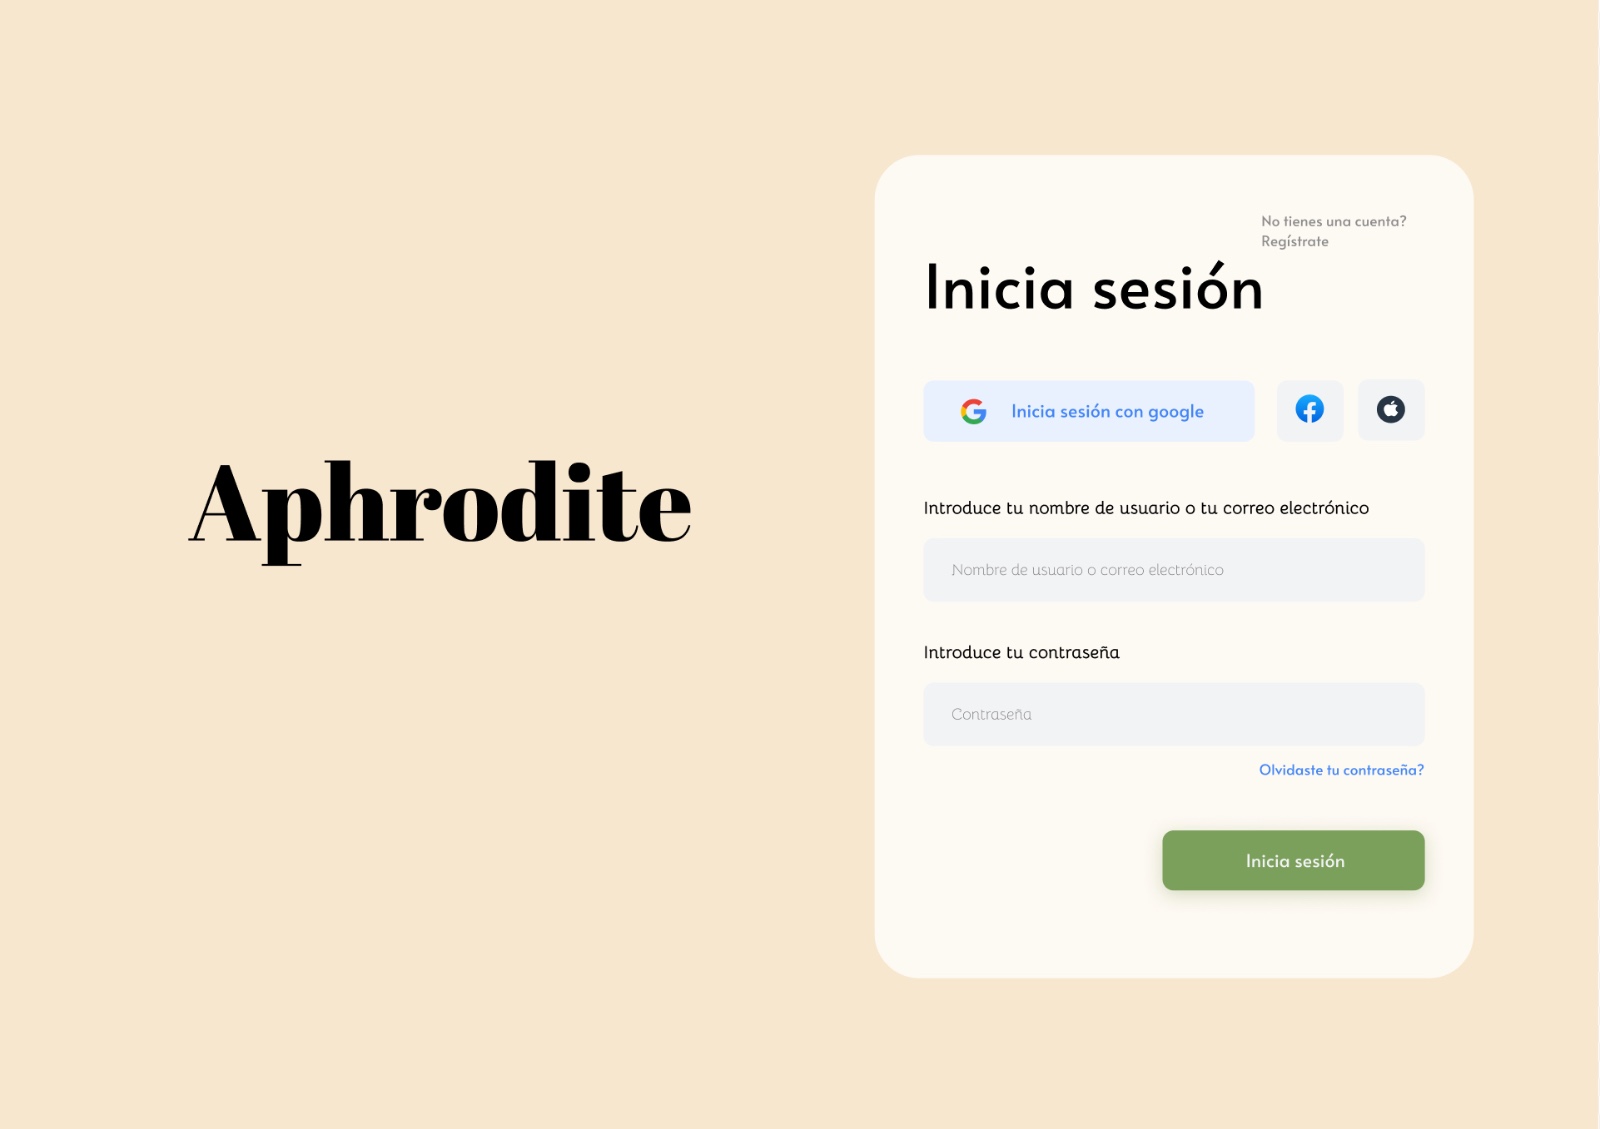 Aphrodite
No tienes una cuenta?
Regístrate
Inicia sesión
Inicia sesión con google
Introduce tu nombre de usuario o tu correo electrónico
Nombre de usuario o correo electrónico
Introduce tu contraseña
Contraseña
Olvidaste tu contraseña?
Inicia sesión